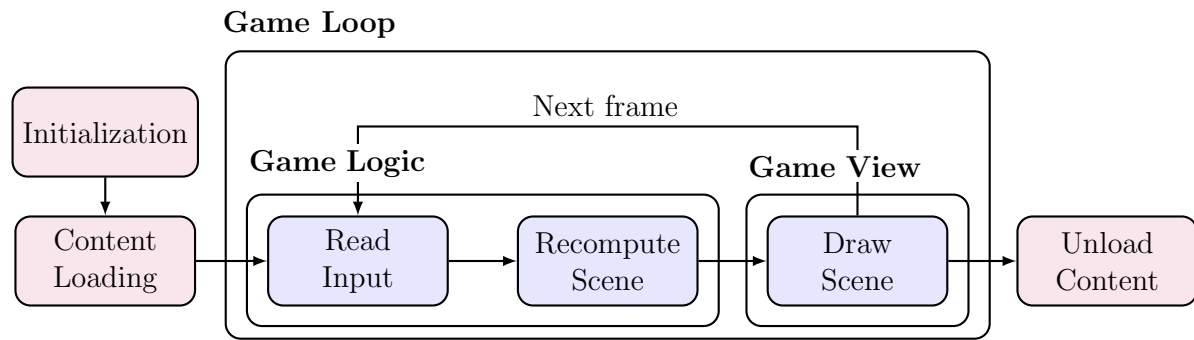 Game Loop
Next frame
Initialization
Game Logic
Game View
Content
Loading
Read
Input
Recompute
Scene
Draw
Scene
Unload
Content